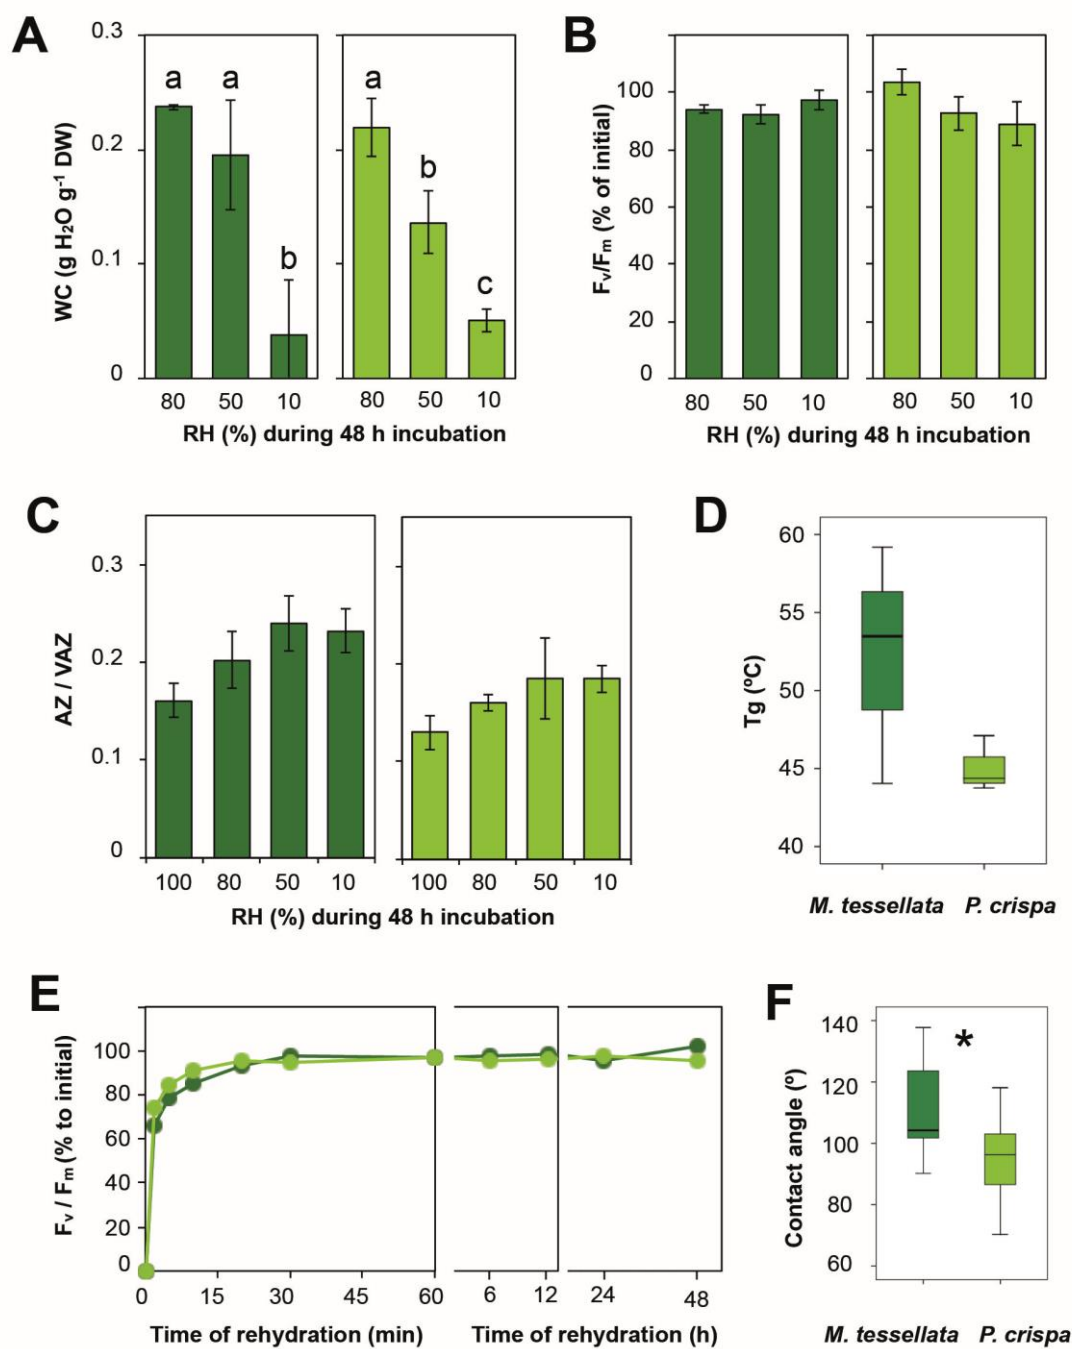 A
0.3
0.2
0.1
0
WC (g H₂O g⁻¹ DW)
a
a
b
a
b
c
80
50
10
80
50
10
RH (%) during 48 h incubation
B
100
80
60
40
20
0
Fᵥ/Fₘ (% of initial)
80
50
10
80
50
10
RH (%) during 48 h incubation
C
0.3
0.2
0.1
0
AZ / VAZ
100
80
50
10
100
80
50
10
RH (%) during 48 h incubation
D
60
55
50
45
40
Tg (ºC)
M. tessellata
P. crispa
E
100
80
60
40
20
0
Fᵥ / Fₘ (% to initial)
0
15
30
45
60
6
12
24
48
Time of rehydration (min)
Time of rehydration (h)
F
140
120
100
80
60
Contact angle (º)
*
M. tessellata
P. crispa